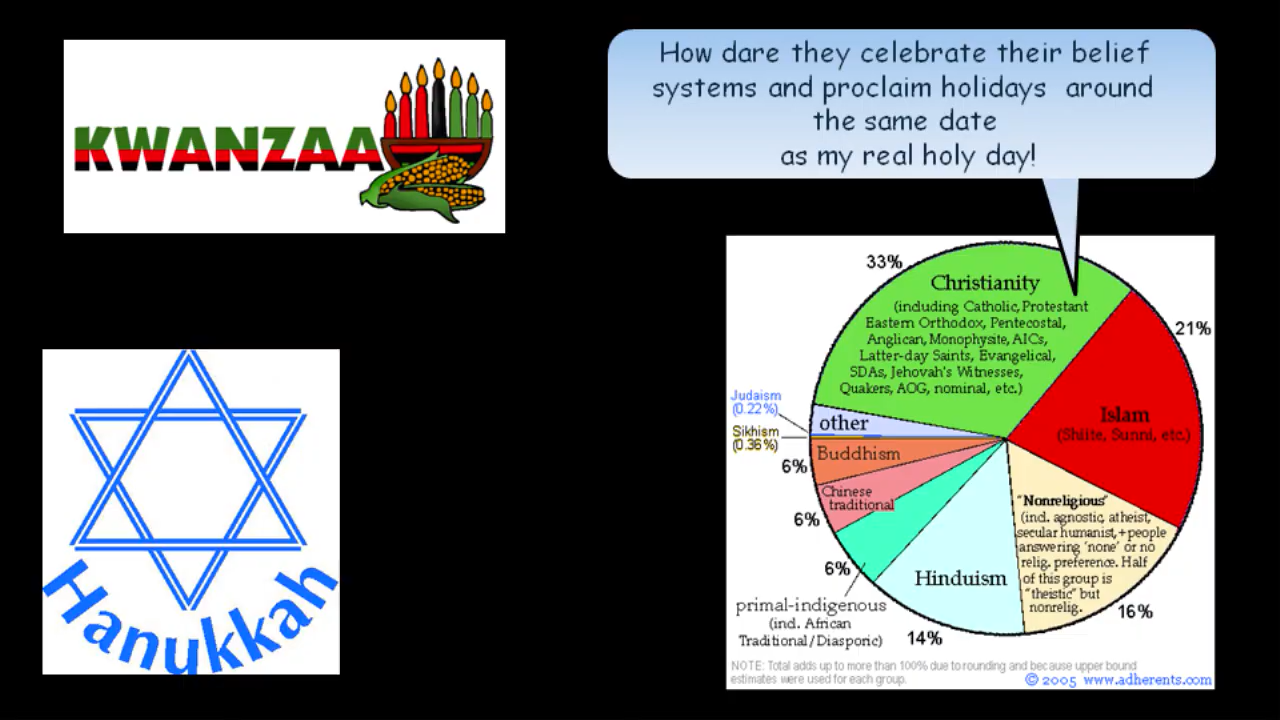 KWANZAA
How dare they celebrate their belief
systems and proclaim holidays around
the same date
as my real holy day!
Hanukkah
33%
Christianity
(including Catholic, Protestant
Eastern Orthodox, Pentecostal,
Anglican, Monophysite, AICs,
Latter-day Saints, Evangelical,
SDAs, Jehovah's Witnesses,
Quakers, AOG, nominal, etc.)
21%
Islam
(Shiite, Sunni, etc.)
Judaism
(0.22%)
other
Sikhism
(0.36%)
Buddhism
6%
Chinese
traditional
6%
6%
primal-indigenous
(incl. African
Traditional/Diasporic)
Hinduism
14%
"Nonreligious"
(incl. agnostic, atheist,
secular humanist, + people
answering 'none' or no
relig. preference. Half
of this group is
"theistic" but
nonrelig.
16%
NOTE: Total adds up to more than 100% due to rounding and because upper bound
estimates were used for each group.
© 2005 www.adherents.com